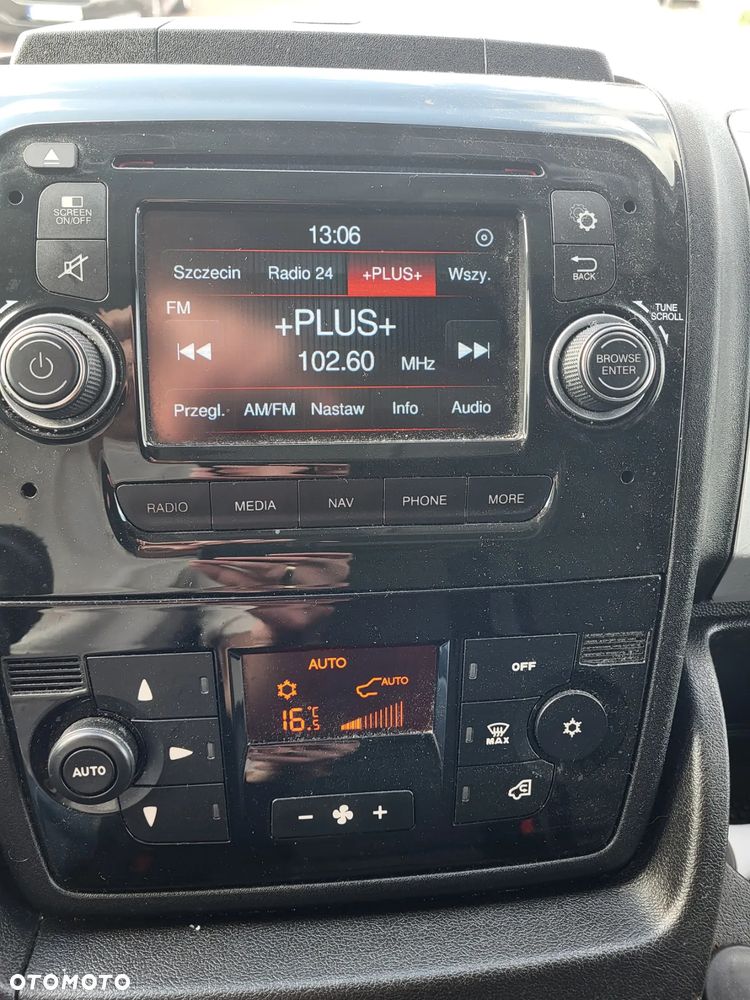 SCREEN
ON/OFF
13:06
Szczecin Radio 24 +PLUS+ Wszy.
FM
+PLUS+
102.60 MHz
Przegl. AM/FM Nastaw Info Audio
BACK
TUNE
SCROLL
BROWSE
ENTER
RADIO MEDIA NAV PHONE MORE
AUTO
AUTO
16.5 °C
AUTO
OFF
MAX
- +
OTOMOTO